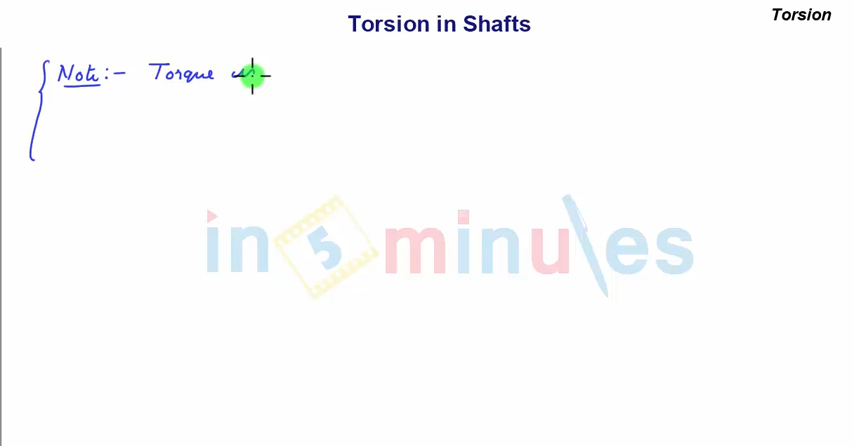 Torsion
Torsion in Shafts
Note:- Torque
in 5 minutes